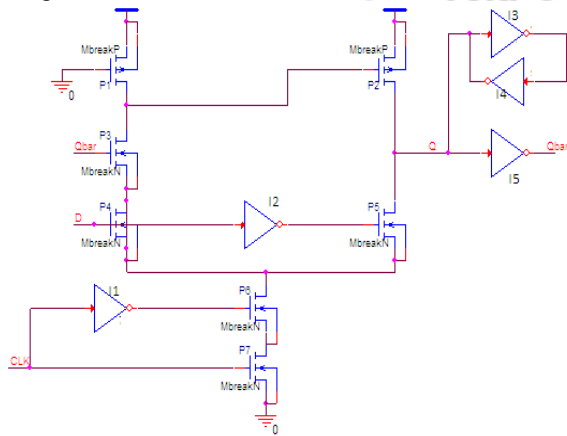 MbreakP
P1
0
MbreakP
P2
I3
I4
Qbar
P3
MbreakN
Q
Qbar
I5
D
P4
MbreakN
I2
P5
MbreakN
I1
P6
MbreakN
CLK
P7
MbreakN
0